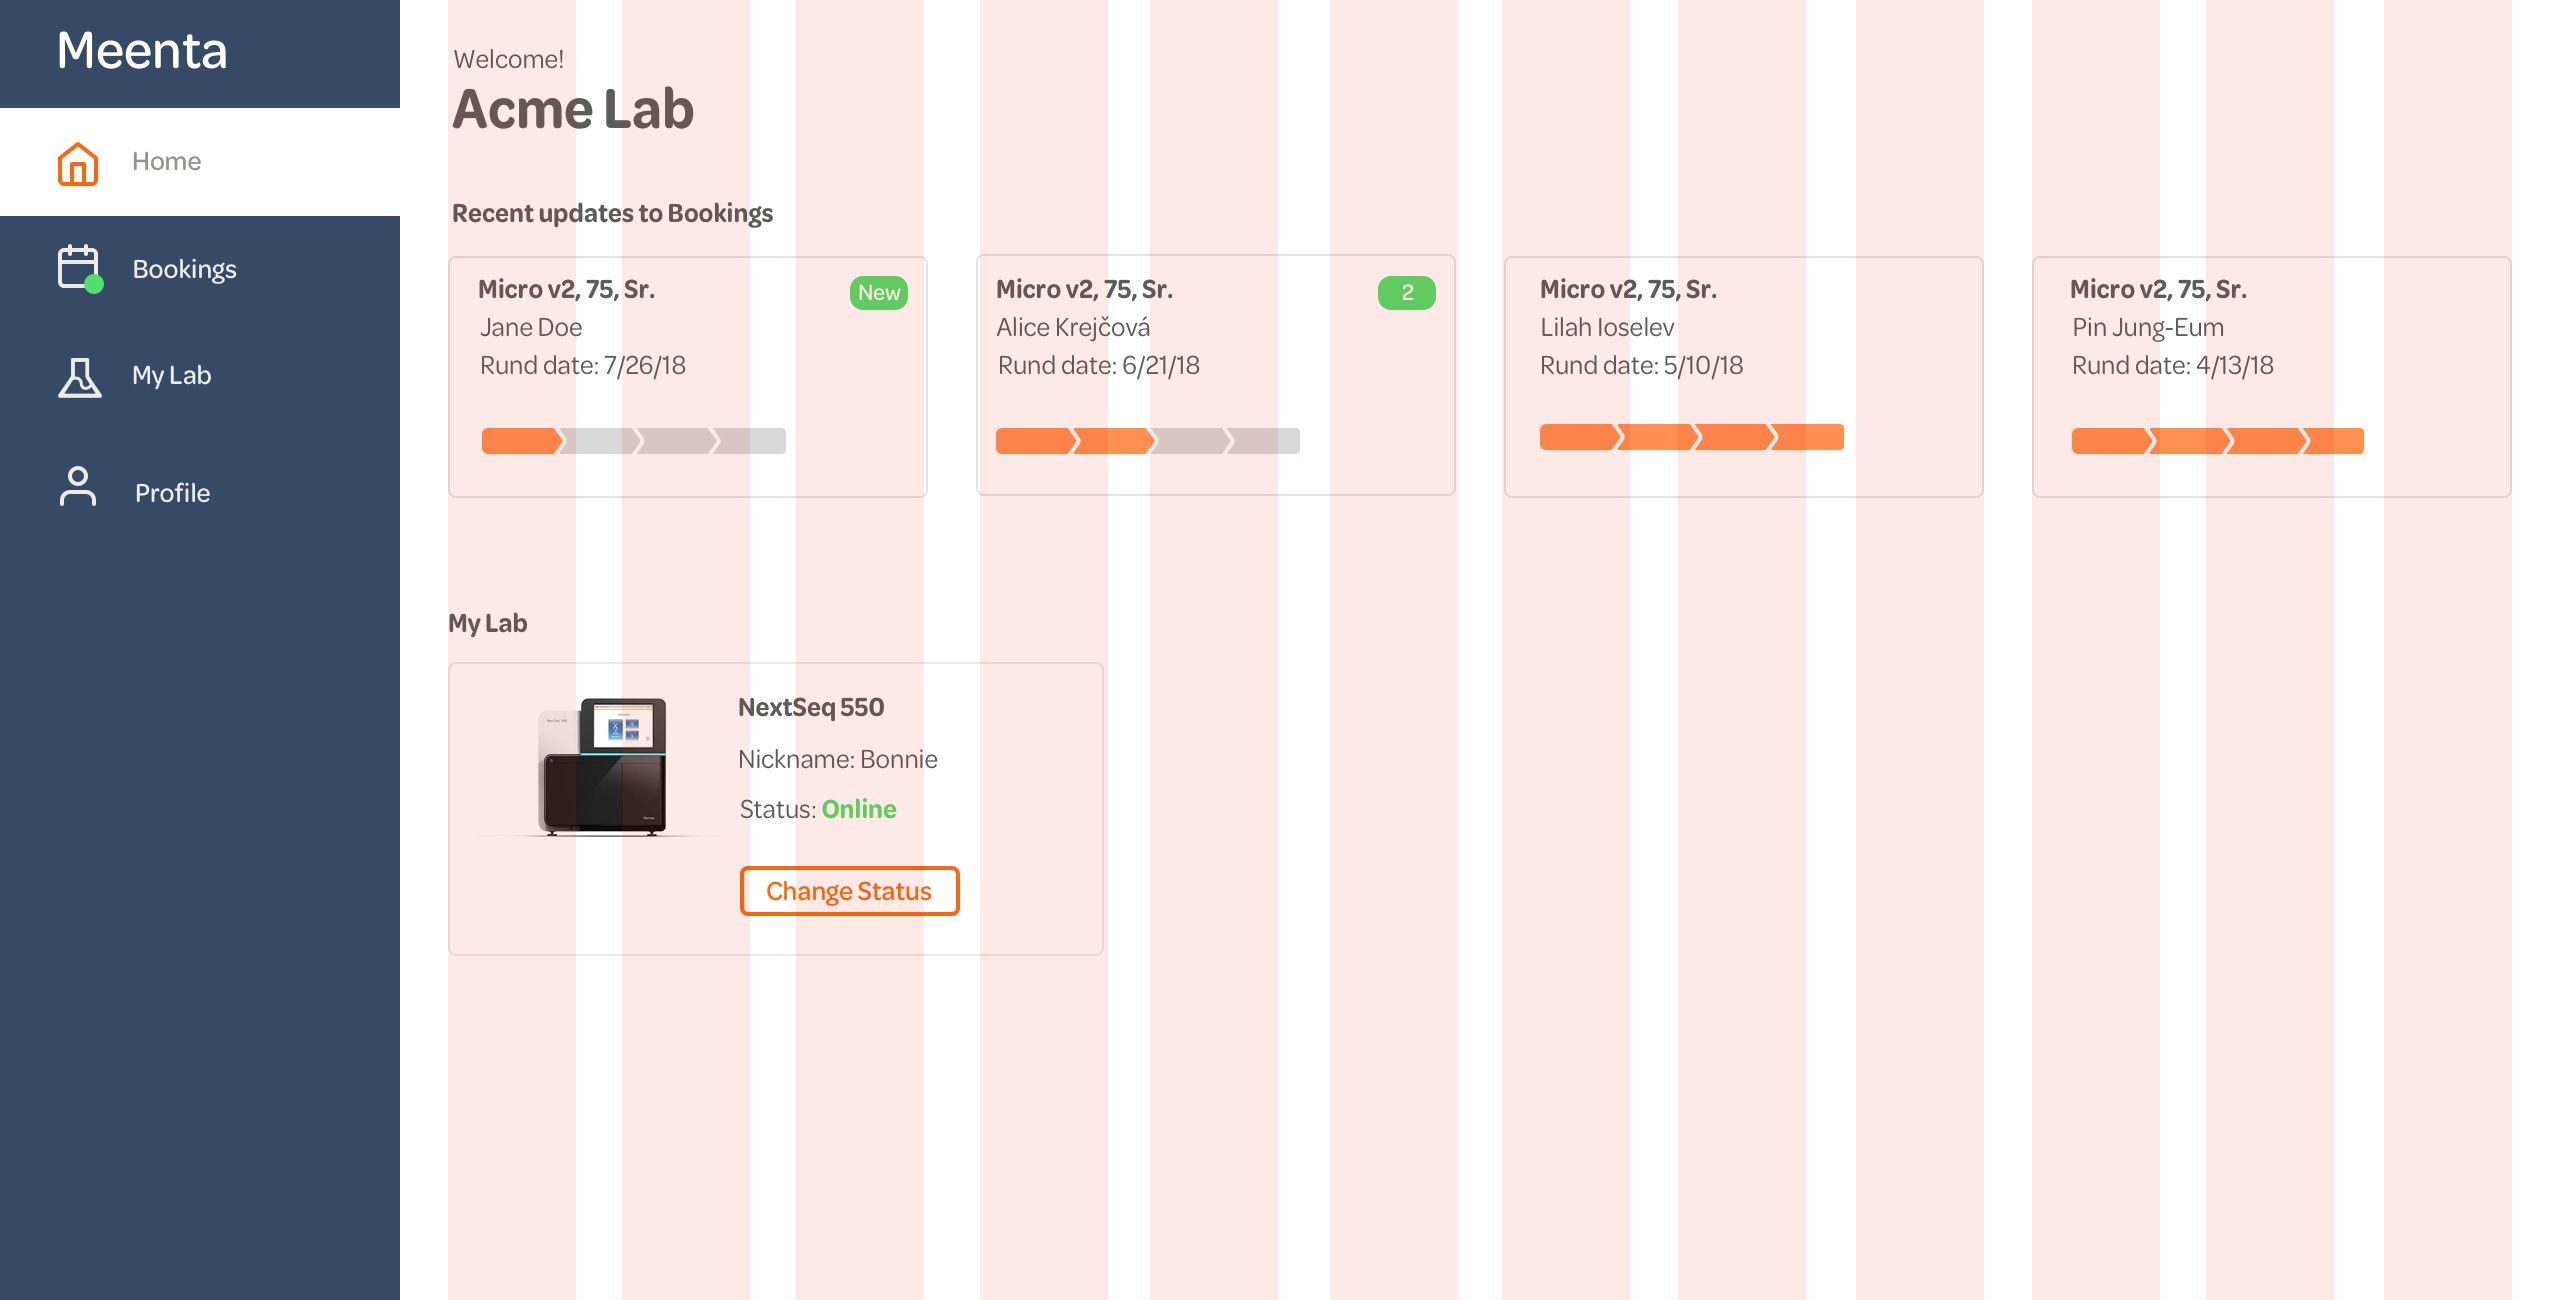 Meenta
Home
Bookings
My Lab
Profile
Welcome!
Acme Lab
Recent updates to Bookings
Micro v2, 75, Sr.
New
Jane Doe
Rund date: 7/26/18
Micro v2, 75, Sr.
2
Alice Krejčová
Rund date: 6/21/18
Micro v2, 75, Sr.
Lilah Ioselev
Rund date: 5/10/18
Micro v2, 75, Sr.
Pin Jung-Eum
Rund date: 4/13/18
My Lab
NextSeq 550
Nickname: Bonnie
Status: Online
Change Status